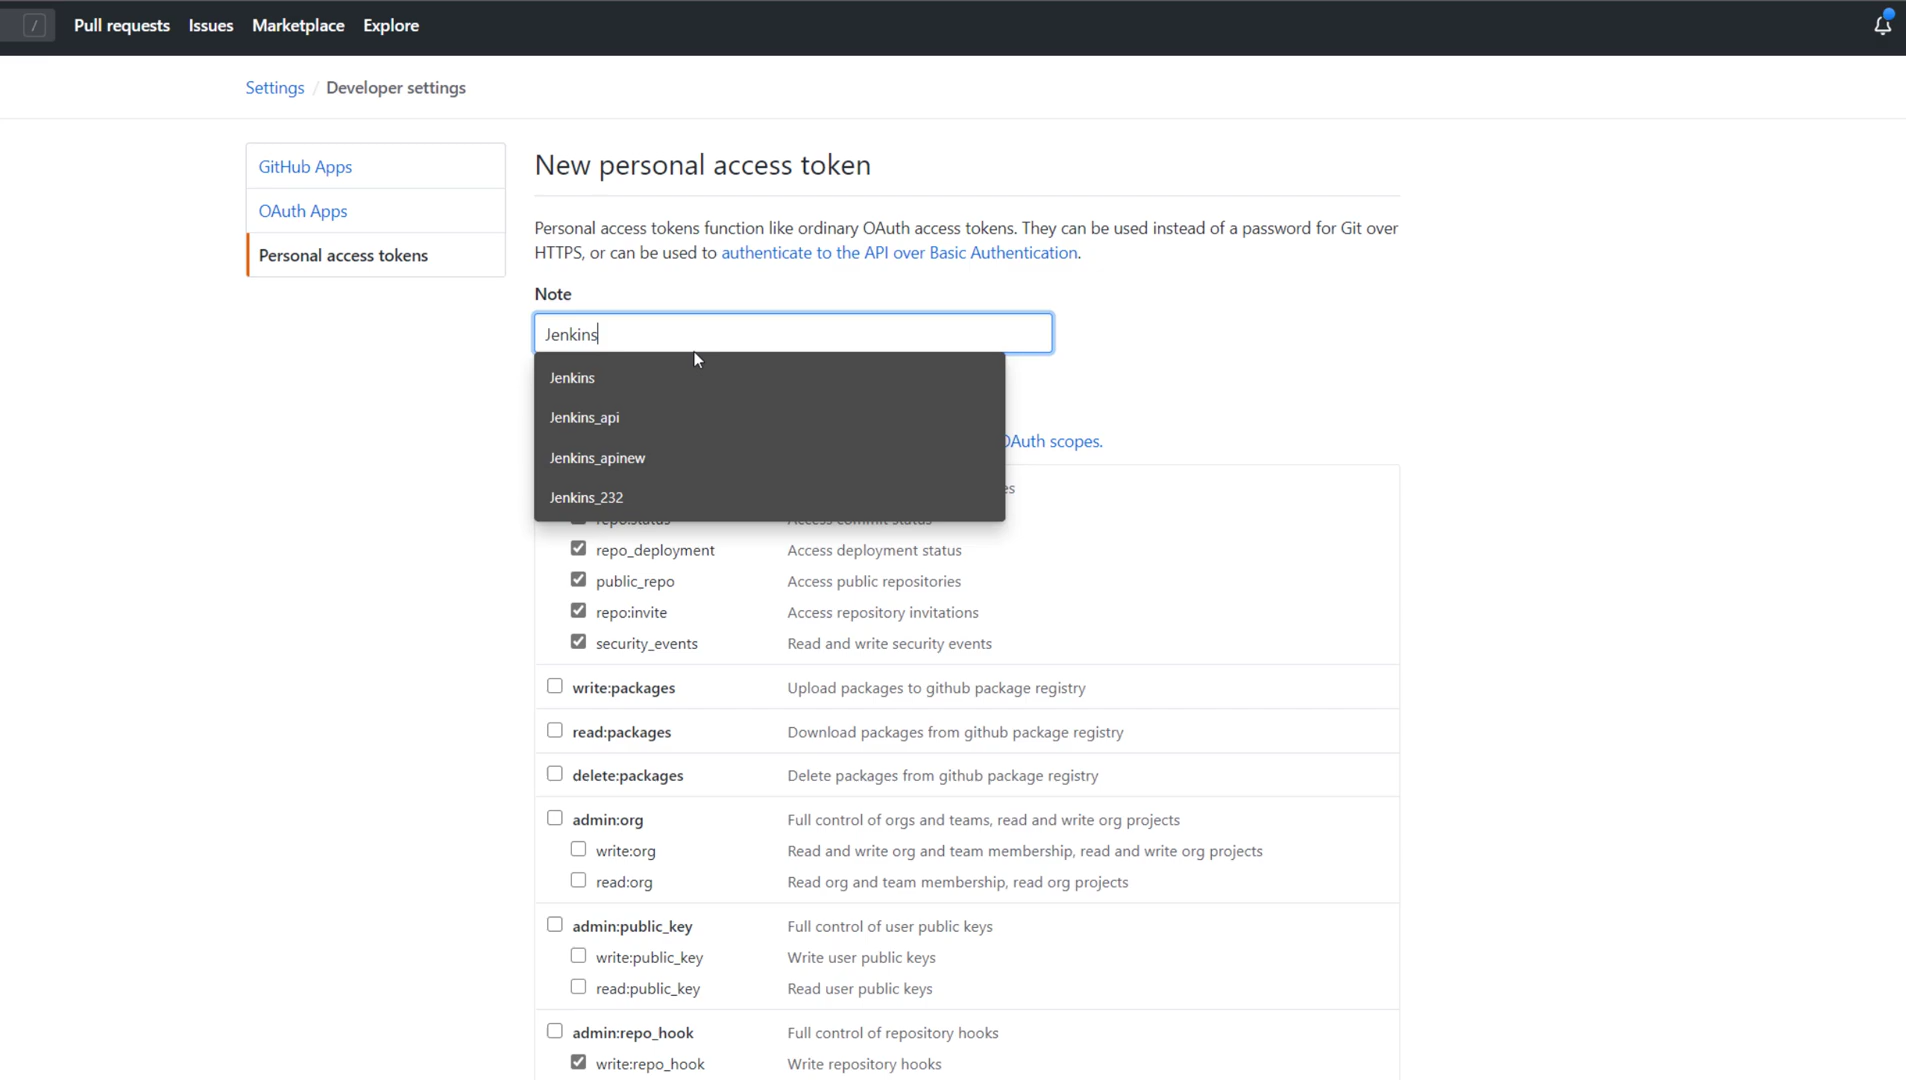 / Pull requests Issues Marketplace Explore
Settings / Developer settings
GitHub Apps
OAuth Apps
Personal access tokens
New personal access token
Personal access tokens function like ordinary OAuth access tokens. They can be used instead of a password for Git over
HTTPS, or can be used to authenticate to the API over Basic Authentication.
Note
Jenkins
Jenkins
Jenkins_api
Jenkins_apinew
Jenkins_232
OAuth scopes.
es
repo:status Access commit status
repo_deployment Access deployment status
public_repo Access public repositories
repo:invite Access repository invitations
security_events Read and write security events
write:packages Upload packages to github package registry
read:packages Download packages from github package registry
delete:packages Delete packages from github package registry
admin:org Full control of orgs and teams, read and write org projects
write:org Read and write org and team membership, read and write org projects
read:org Read org and team membership, read org projects
admin:public_key Full control of user public keys
write:public_key Write user public keys
read:public_key Read user public keys
admin:repo_hook Full control of repository hooks
write:repo_hook Write repository hooks